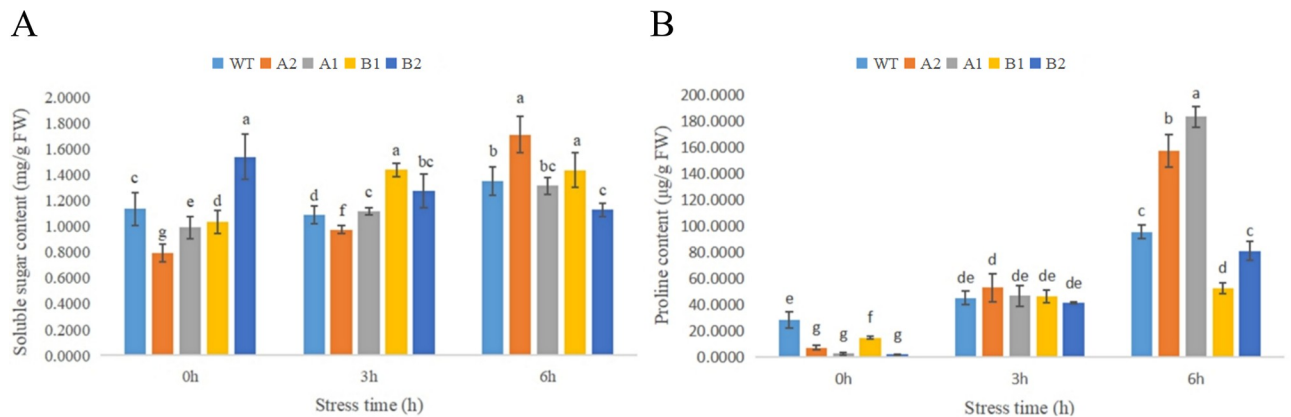 A
WT A2 A1 B1 B2
Soluble sugar content (mg/g FW)
2.0000
1.8000
1.6000
1.4000
1.2000
1.0000
0.8000
0.6000
0.4000
0.2000
0.0000
c g e d a
d f c a bc
b a bc a c
0h 3h 6h
Stress time (h)
B
WT A2 A1 B1 B2
Proline content (µg/g FW)
200.0000
180.0000
160.0000
140.0000
120.0000
100.0000
80.0000
60.0000
40.0000
20.0000
0.0000
e g g f g
de d de de de
c b a d c
0h 3h 6h
Stress time (h)